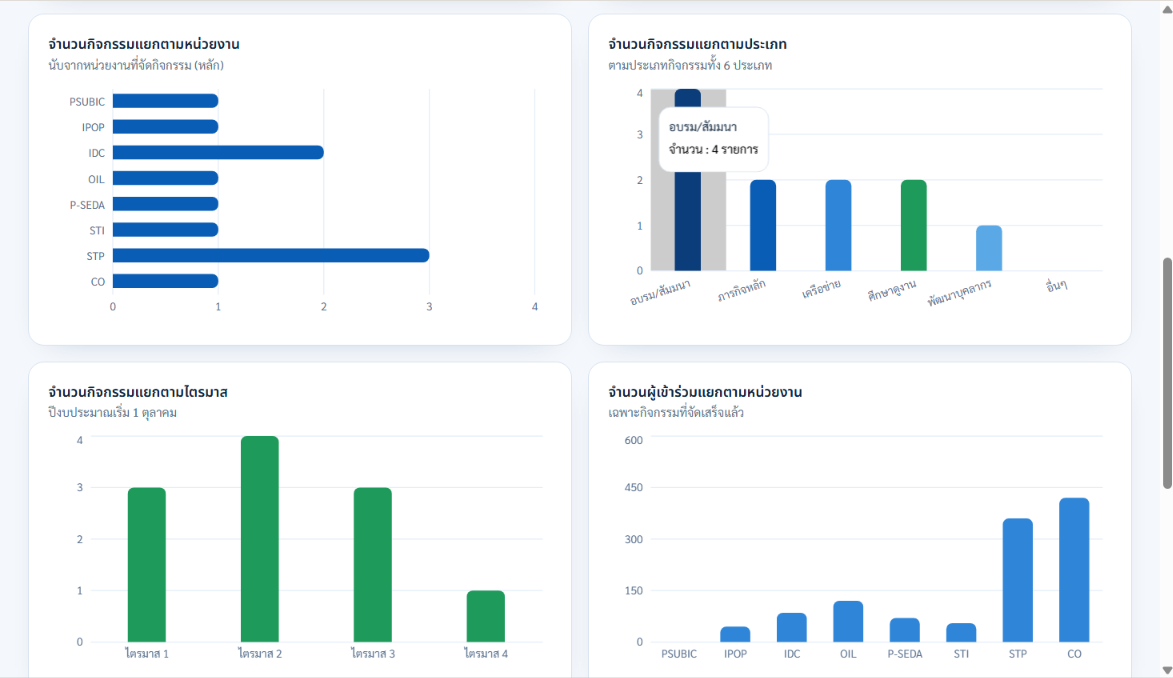 จำนวนกิจกรรมแยกตามหน่วยงาน
นับจากหน่วยงานที่จัดกิจกรรม (หลัก)
PSUBIC
IPOP
IDC
OIL
P-SEDA
STI
STP
CO
0 1 2 3 4
จำนวนกิจกรรมแยกตามประเภท
ตามประเภทกิจกรรมทั้ง 6 ประเภท
4
3
2
1
0
อบรม/สัมมนา
จำนวน : 4 รายการ
อบรม/สัมมนา ภารกิจหลัก เครือข่าย ศึกษาดูงาน พัฒนาบุคลากร อื่นๆ
จำนวนกิจกรรมแยกตามไตรมาส
ปีงบประมาณเริ่ม 1 ตุลาคม
4
3
2
1
0
ไตรมาส 1 ไตรมาส 2 ไตรมาส 3 ไตรมาส 4
จำนวนผู้เข้าร่วมแยกตามหน่วยงาน
เฉพาะกิจกรรมที่จัดเสร็จแล้ว
600
450
300
150
0
PSUBIC IPOP IDC OIL P-SEDA STI STP CO